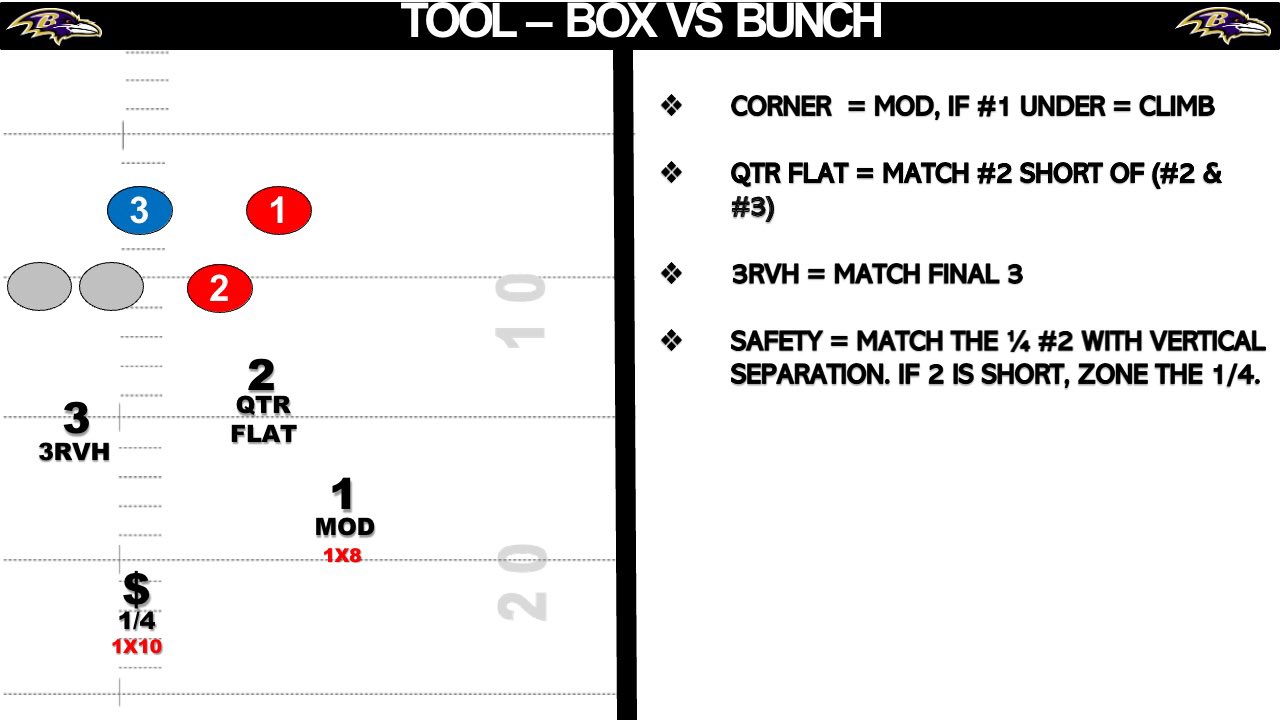 TOOL – BOX VS BUNCH
B
B
3
1
2
10
2
QTR
FLAT
3
3RVH
1
MOD
1X8
20
$
1/4
1X10
❖ CORNER = MOD, IF #1 UNDER = CLIMB
❖ QTR FLAT = MATCH #2 SHORT OF (#2 &
#3)
❖ 3RVH = MATCH FINAL 3
❖ SAFETY = MATCH THE ¼ #2 WITH VERTICAL
SEPARATION. IF 2 IS SHORT, ZONE THE 1/4.